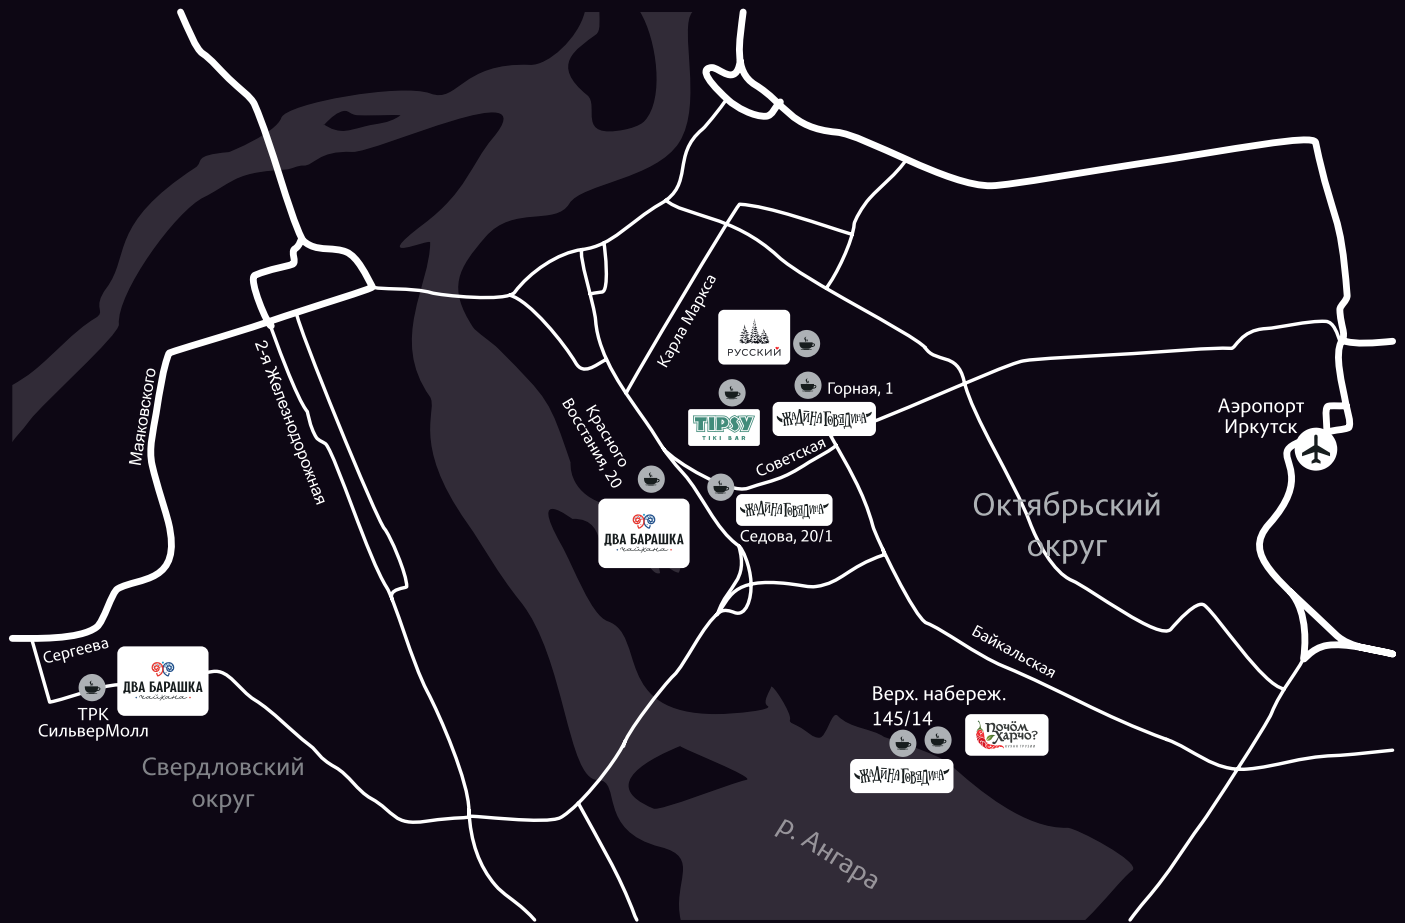 Карла Маркса
РУССКИЙ
Горная, 1
TIPSY
TIKI BAR
ЖАДИНА ГОВЯДИНА
Советская
Маяковского
2-я Железнодорожная
Красного
Восстания, 20
ДВА БАРАШКА
чайхана
ЖАДИНА ГОВЯДИНА
Седова, 20/1
Аэропорт
Иркутск
Октябрьский
округ
Сергеева
ДВА БАРАШКА
чайхана
ТРК
СильверМолл
Свердловский
округ
Байкальская
Верх. набереж.
145/14
Почём
Харчо?
КУХНЯ ГРУЗИИ
ЖАДИНА ГОВЯДИНА
р. Ангара